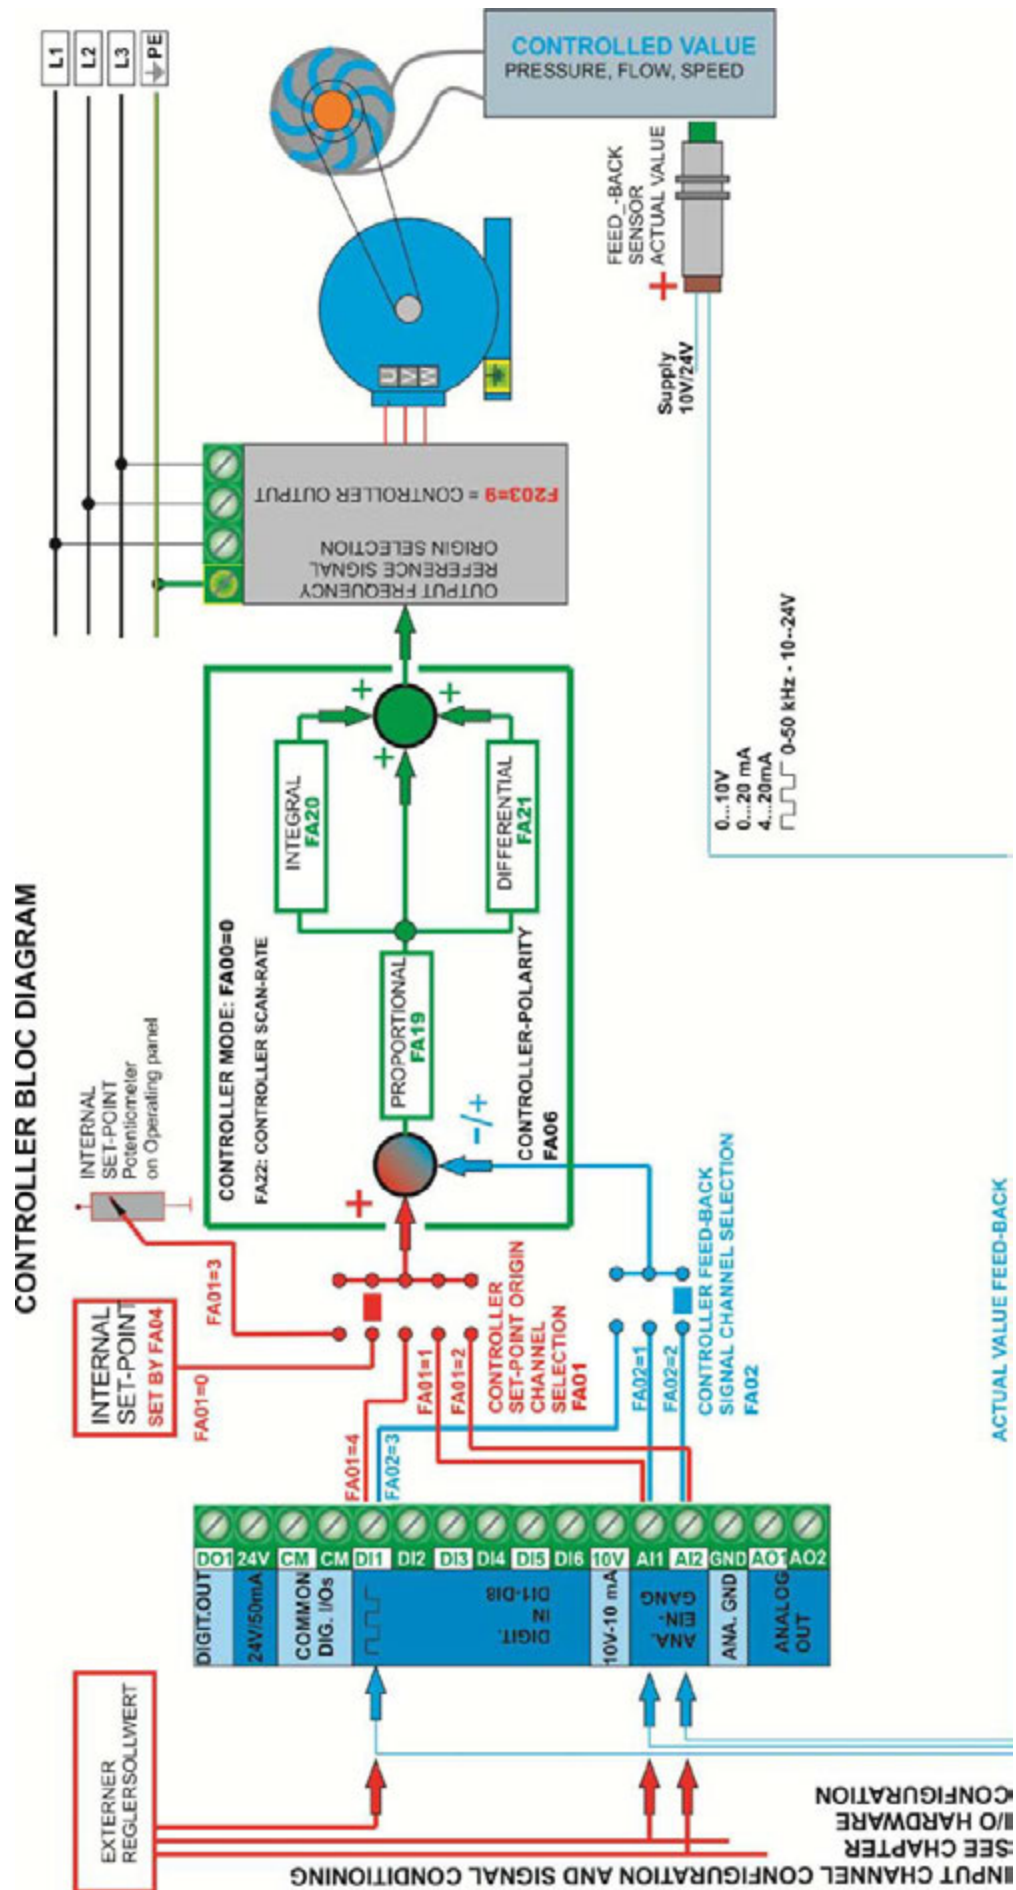 CONTROLLER BLOC DIAGRAM
L1
L2
L3
PE
CONTROLLED VALUE
PRESSURE, FLOW, SPEED
FEED_-BACK
SENSOR
ACTUAL VALUE
+
Supply
10V/24V
U
V
W
F203=9 = CONTROLLER OUTPUT
OUTPUT FREQUENCY
REFERENCE SIGNAL
ORIGIN SELECTION
0...10V
0...20 mA
4...20mA
0-50 kHz - 10--24V
CONTROLLER MODE: FA00=0
FA22: CONTROLLER SCAN-RATE
INTEGRAL
FA20
DIFFERENTIAL
FA21
PROPORTIONAL
FA19
+
+
+
+
-/+
CONTROLLER-POLARITY
FA06
INTERNAL
SET-POINT
Potentiometer
on Operating panel
INTERNAL
SET-POINT
SET BY FA04
FA01=3
FA01=0
FA01=4
FA02=3
FA01=1
FA01=2
CONTROLLER
SET-POINT ORIGIN
CHANNEL
SELECTION
FA01
FA02=1
FA02=2
CONTROLLER FEED-BACK
SIGNAL CHANNEL SELECTION
FA02
ACTUAL VALUE FEED-BACK
DO1
24V
CM
CM
DI1
DI2
DI3
DI4
DI5
DI6
10V
AI1
AI2
GND
AO1
AO2
DIGIT.OUT
24V/50mA
COMMON
DIG. I/Os
DIGIT.
IN
DI1-DI8
10V-10 mA
ANA.
EIN-
GANG
ANA. GND
ANALOG
OUT
EXTERNER
REGLERSOLLWERT
INPUT CHANNEL CONFIGURATION AND SIGNAL CONDITIONING
SEE CHAPTER
I/O HARDWARE
CONFIGURATION